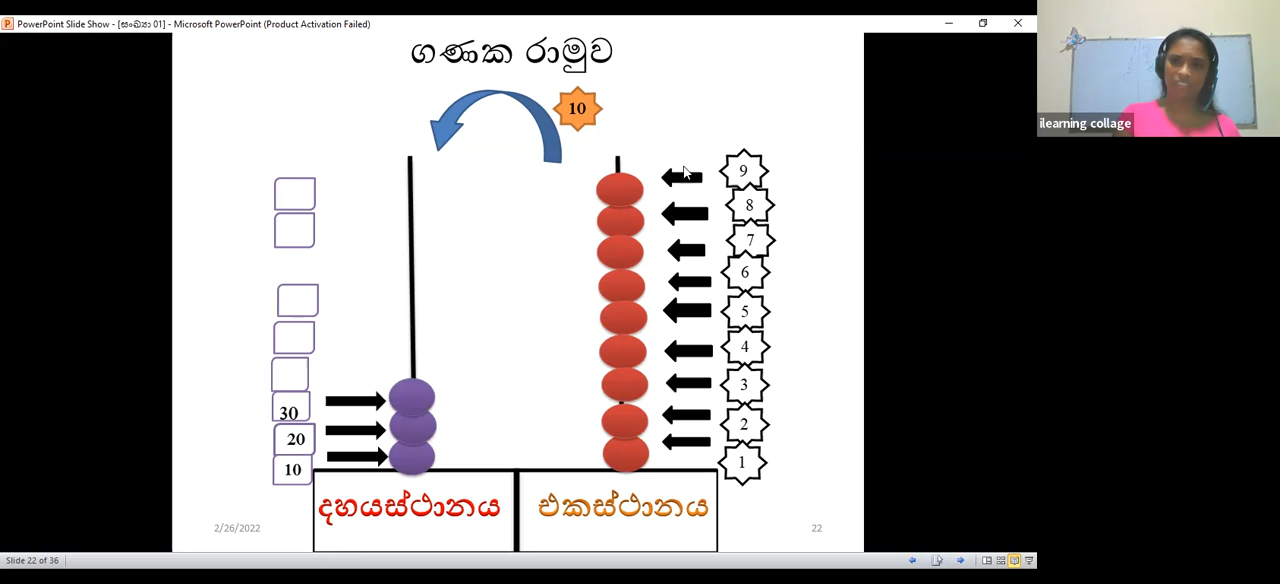 PowerPoint Slide Show - [සංඛ්‍යා 01] - Microsoft PowerPoint (Product Activation Failed)
ගණක රාමුව
10
ilearning collage
9
8
7
6
5
4
3
2
1
30
20
10
දහයස්ථානය
එකස්ථානය
2/26/2022
22
Slide 22 of 36